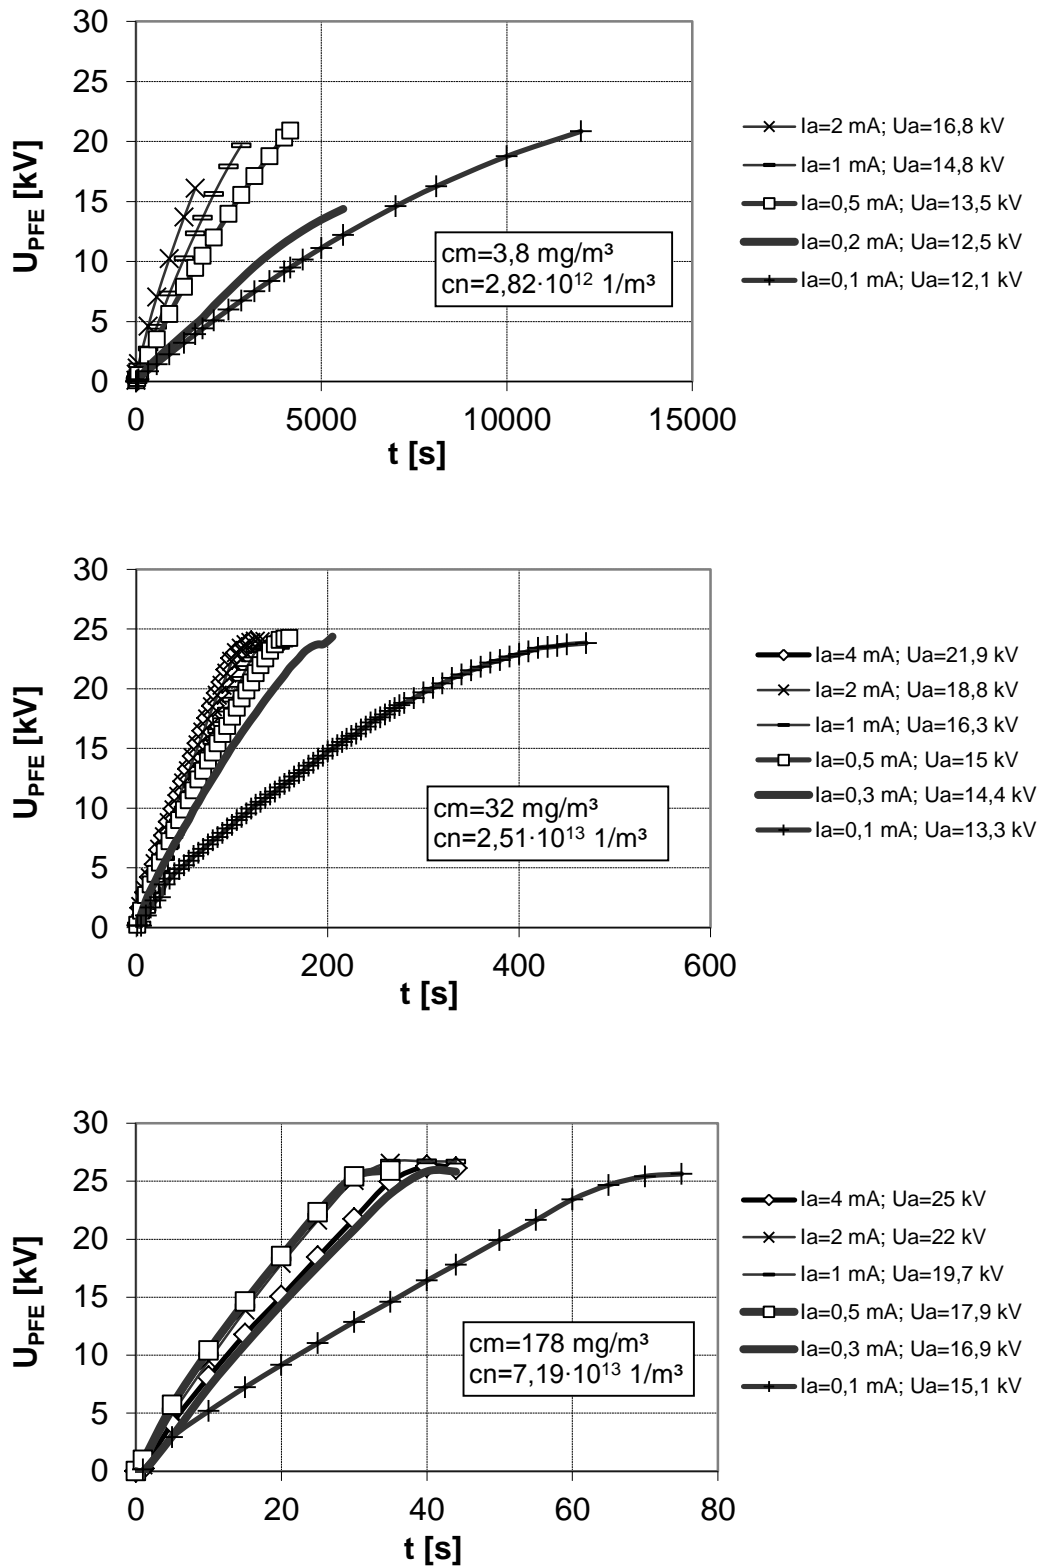 30
25
20
15
10
5
0
U_PFE [kV]
0 5000 10000 15000
t [s]
cm=3,8 mg/m³
cn=2,82·10¹² 1/m³
Ia=2 mA; Ua=16,8 kV
Ia=1 mA; Ua=14,8 kV
Ia=0,5 mA; Ua=13,5 kV
Ia=0,2 mA; Ua=12,5 kV
Ia=0,1 mA; Ua=12,1 kV
30
25
20
15
10
5
0
U_PFE [kV]
0 200 400 600
t [s]
cm=32 mg/m³
cn=2,51·10¹³ 1/m³
Ia=4 mA; Ua=21,9 kV
Ia=2 mA; Ua=18,8 kV
Ia=1 mA; Ua=16,3 kV
Ia=0,5 mA; Ua=15 kV
Ia=0,3 mA; Ua=14,4 kV
Ia=0,1 mA; Ua=13,3 kV
30
25
20
15
10
5
0
U_PFE [kV]
0 20 40 60 80
t [s]
cm=178 mg/m³
cn=7,19·10¹³ 1/m³
Ia=4 mA; Ua=25 kV
Ia=2 mA; Ua=22 kV
Ia=1 mA; Ua=19,7 kV
Ia=0,5 mA; Ua=17,9 kV
Ia=0,3 mA; Ua=16,9 kV
Ia=0,1 mA; Ua=15,1 kV